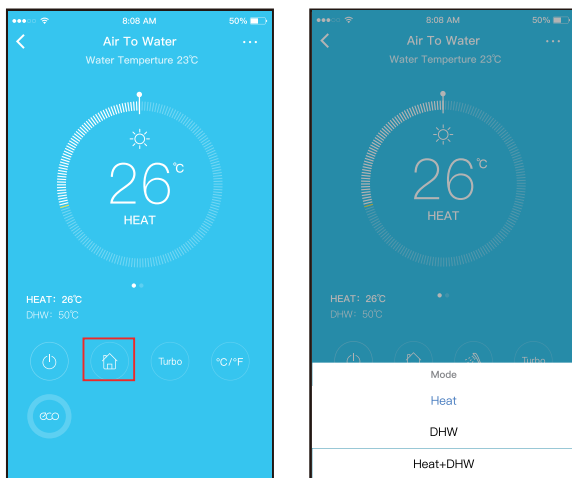 8:08 AM
50%
Air To Water
...
Water Temperture 23℃
26℃
HEAT
HEAT: 26℃
DHW: 50℃
Turbo
℃/°F
eco
8:08 AM
50%
Air To Water
...
Water Temperture 23℃
26℃
HEAT
HEAT: 26℃
DHW: 50℃
Turbo
Mode
Heat
DHW
Heat+DHW